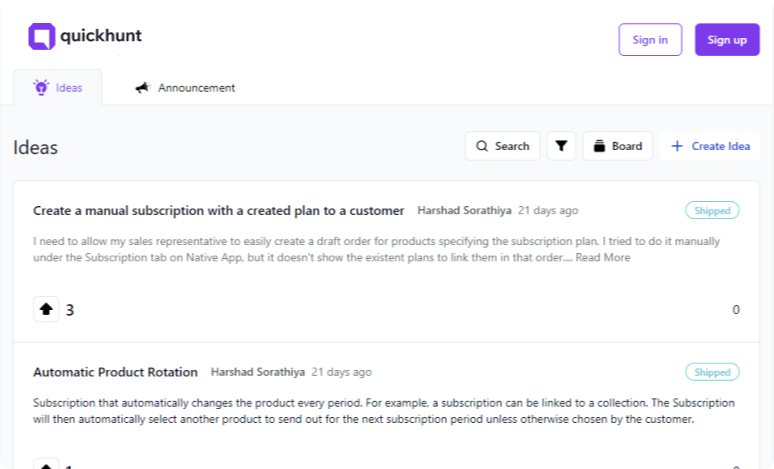 quickhunt
Sign in
Sign up
Ideas
Announcement
Ideas
Search
Board
+ Create Idea
Create a manual subscription with a created plan to a customer Harshad Sorathiya 21 days ago
Shipped
I need to allow my sales representative to easily create a draft order for products specifying the subscription plan. I tried to do it manually
under the Subscription tab on Native App, but it doesn't show the existent plans to link them in that order.... Read More
3
0
Automatic Product Rotation Harshad Sorathiya 21 days ago
Shipped
Subscription that automatically changes the product every period. For example, a subscription can be linked to a collection. The Subscription
will then automatically select another product to send out for the next subscription period unless otherwise chosen by the customer.